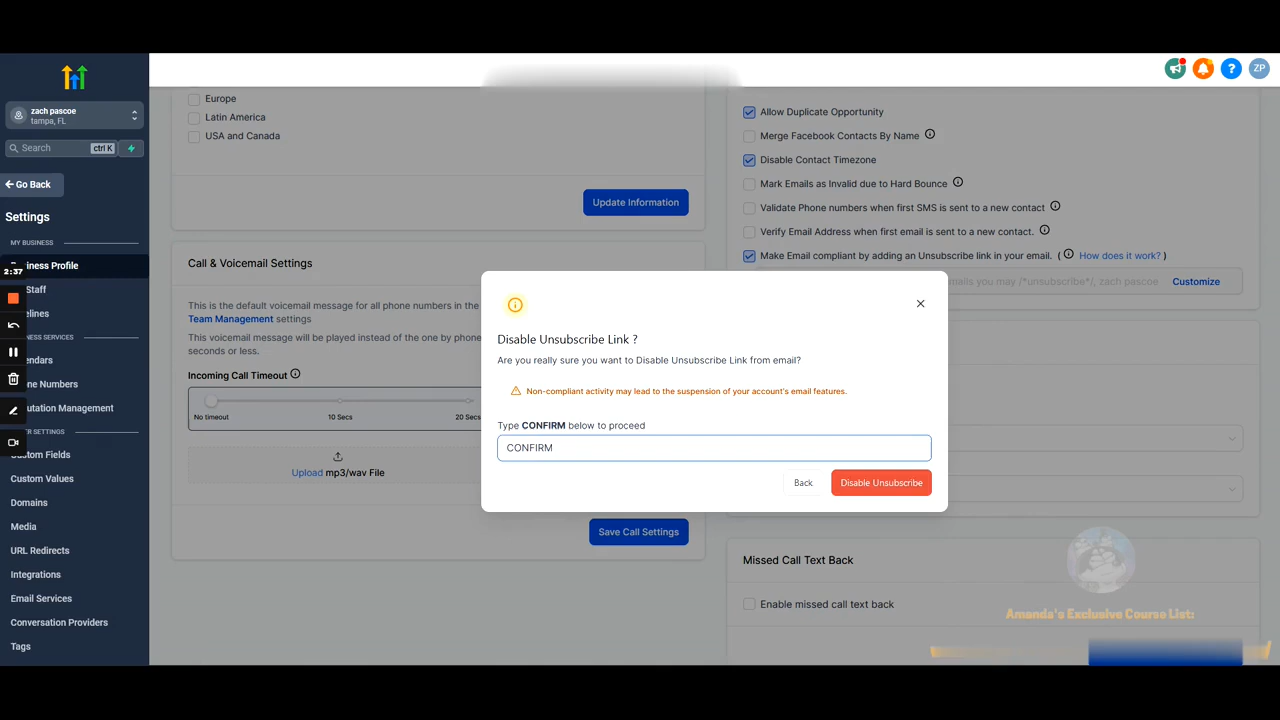 zach pascoe
tampa, FL
Search
ctrl K
Go Back
Settings
MY BUSINESS
iness Profile
2:37
Staff
elines
NESS SERVICES
endars
ne Numbers
utation Management
ER SETTINGS
ustom Fields
Custom Values
Domains
Media
URL Redirects
Integrations
Email Services
Conversation Providers
Tags
ZP
Europe
Latin America
USA and Canada
Update Information
Call & Voicemail Settings
This is the default voicemail message for all phone numbers in the
Team Management settings
This voicemail message will be played instead of the one by phone
seconds or less.
Incoming Call Timeout
No timeout
10 Secs
20 Secs
Upload mp3/wav File
Save Call Settings
Allow Duplicate Opportunity
Merge Facebook Contacts By Name
Disable Contact Timezone
Mark Emails as Invalid due to Hard Bounce
Validate Phone numbers when first SMS is sent to a new contact
Verify Email Address when first email is sent to a new contact.
Make Email compliant by adding an Unsubscribe link in your email. ( How does it work? )
emails you may /*unsubscribe*/, zach pascoe
Customize
Disable Unsubscribe Link ?
Are you really sure you want to Disable Unsubscribe Link from email?
Non-compliant activity may lead to the suspension of your account's email features.
Type CONFIRM below to proceed
CONFIRM
Back
Disable Unsubscribe
Missed Call Text Back
Enable missed call text back
Amanda's Exclusive Course List: